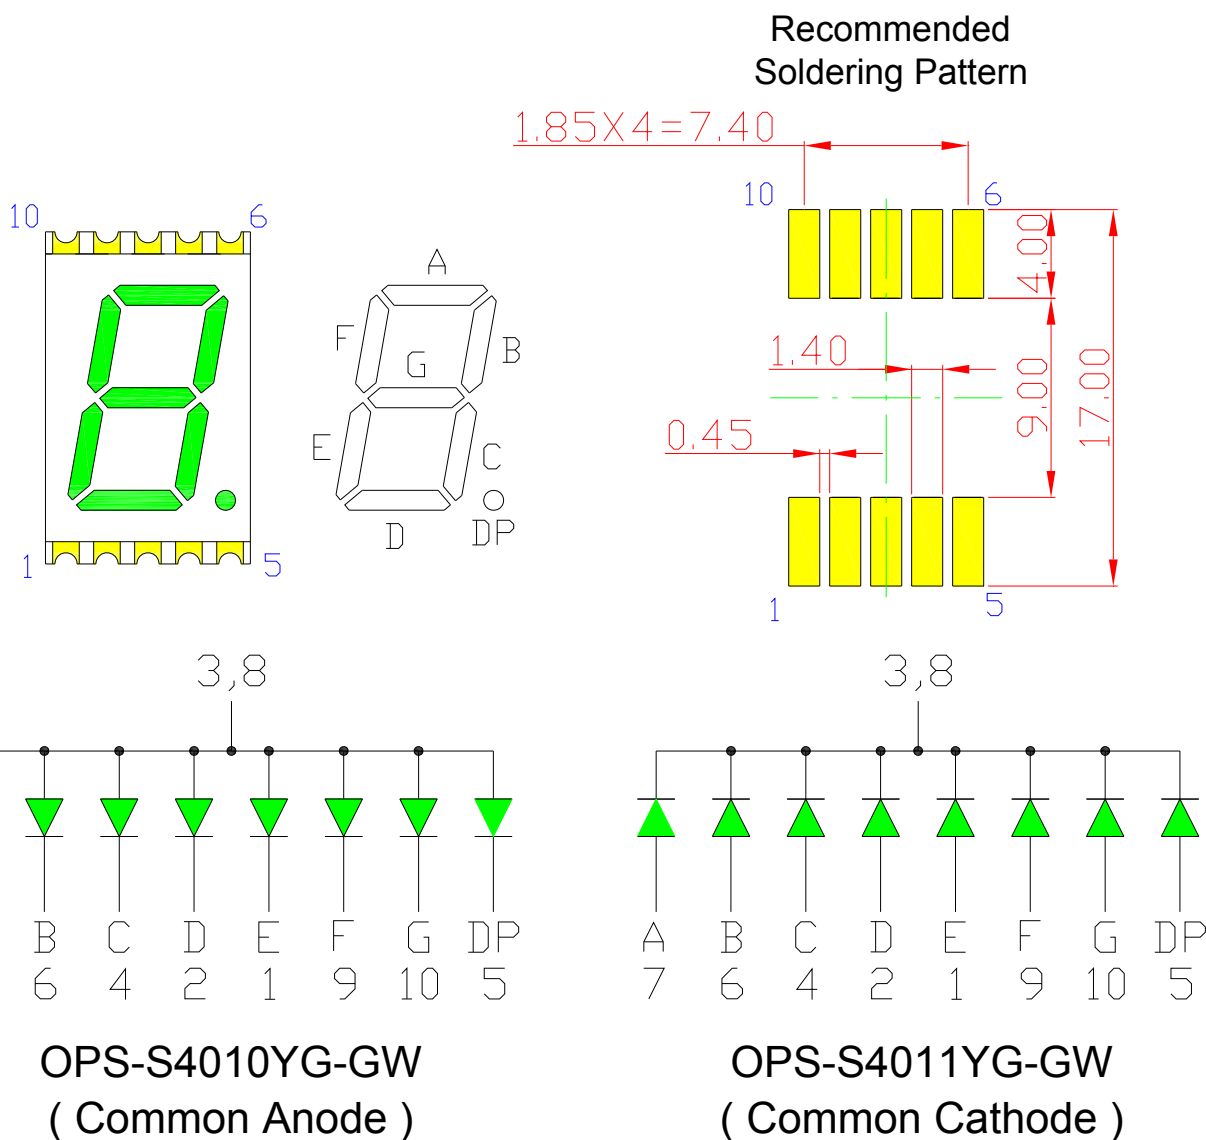 Recommended
Soldering Pattern
1.85X4=7.40
10
6
10
6
A
F
B
G
E
C
D
DP
1
5
4.00
1.40
9.00
17.00
0.45
1
5
3,8
B C D E F G DP
6 4 2 1 9 10 5
OPS-S4010YG-GW
( Common Anode )
3,8
A B C D E F G DP
7 6 4 2 1 9 10 5
OPS-S4011YG-GW
( Common Cathode )